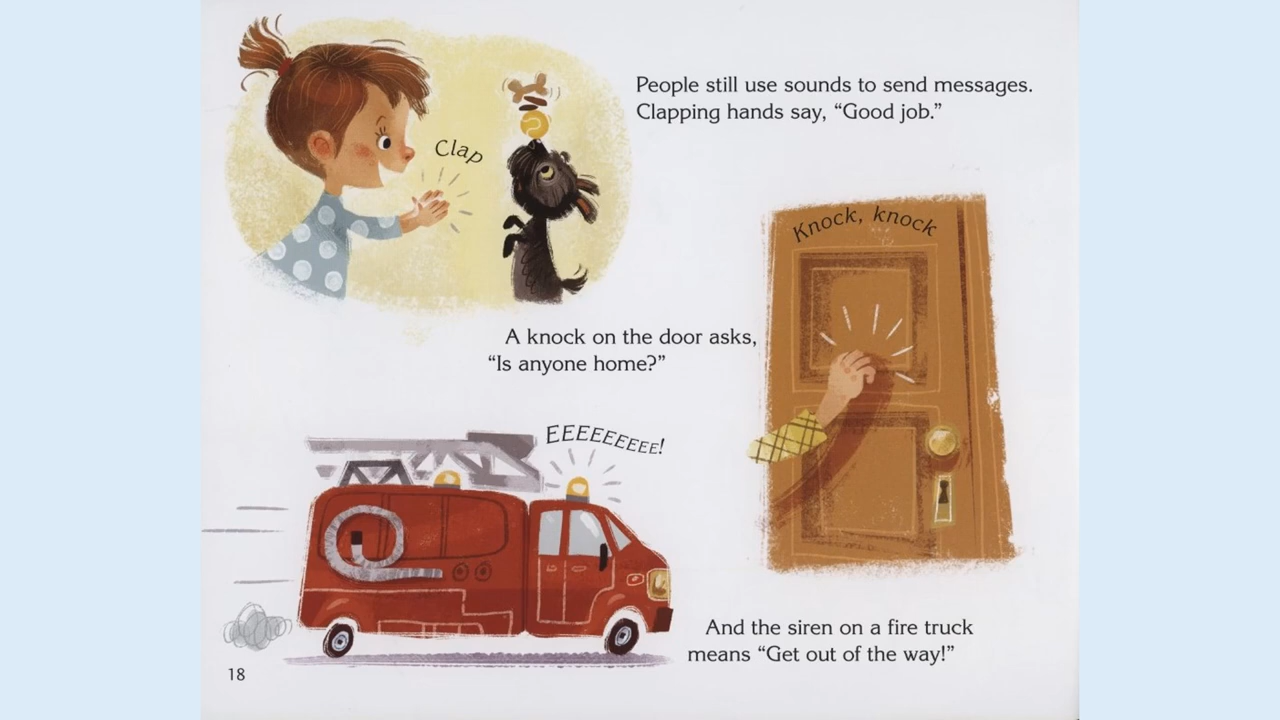 Clap
People still use sounds to send messages.
Clapping hands say, “Good job.”
Knock, knock
A knock on the door asks,
“Is anyone home?”
EEEEEEEEE!
And the siren on a fire truck
means “Get out of the way!”
18